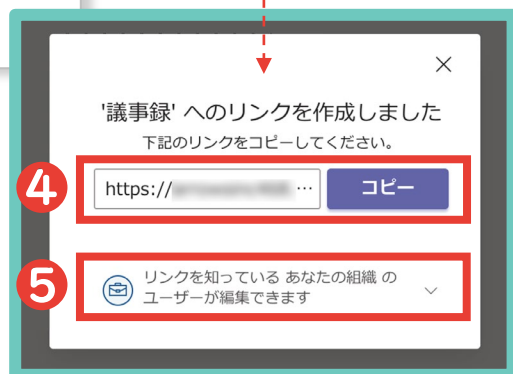 '議事録' へのリンクを作成しました
下記のリンクをコピーしてください。
4
https:// … コピー
5
リンクを知っている あなたの組織 の
ユーザーが編集できます